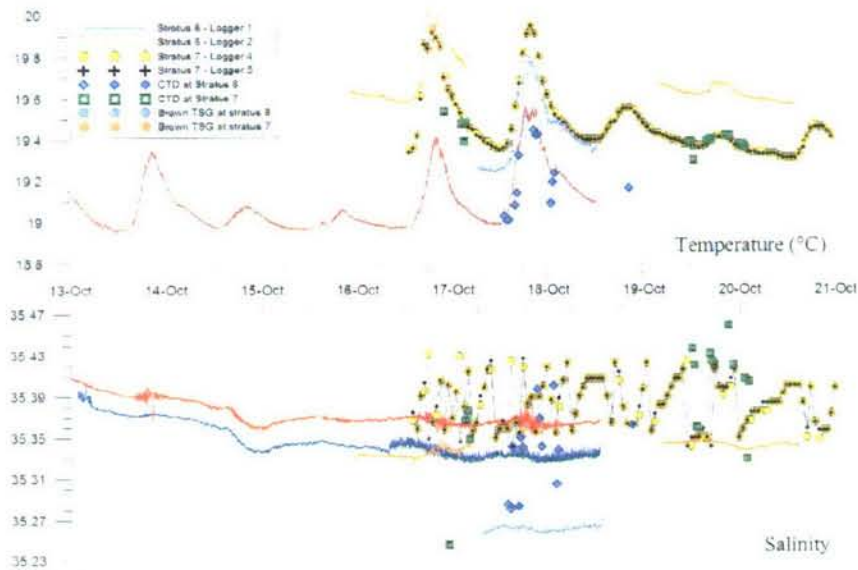 20
19.8
19.6
19.4
19.2
19
18.8
Stratus 6 - Logger 1
Stratus 6 - Logger 2
Stratus 7 - Logger 4
Stratus 7 - Logger 5
CTD at Stratus 6
CTD at Stratus 7
Brown TSG at stratus 6
Brown TSG at stratus 7
Temperature (°C)
13-Oct 14-Oct 15-Oct 16-Oct 17-Oct 18-Oct 19-Oct 20-Oct 21-Oct
35.47
35.43
35.39
35.35
35.31
35.27
35.23
Salinity